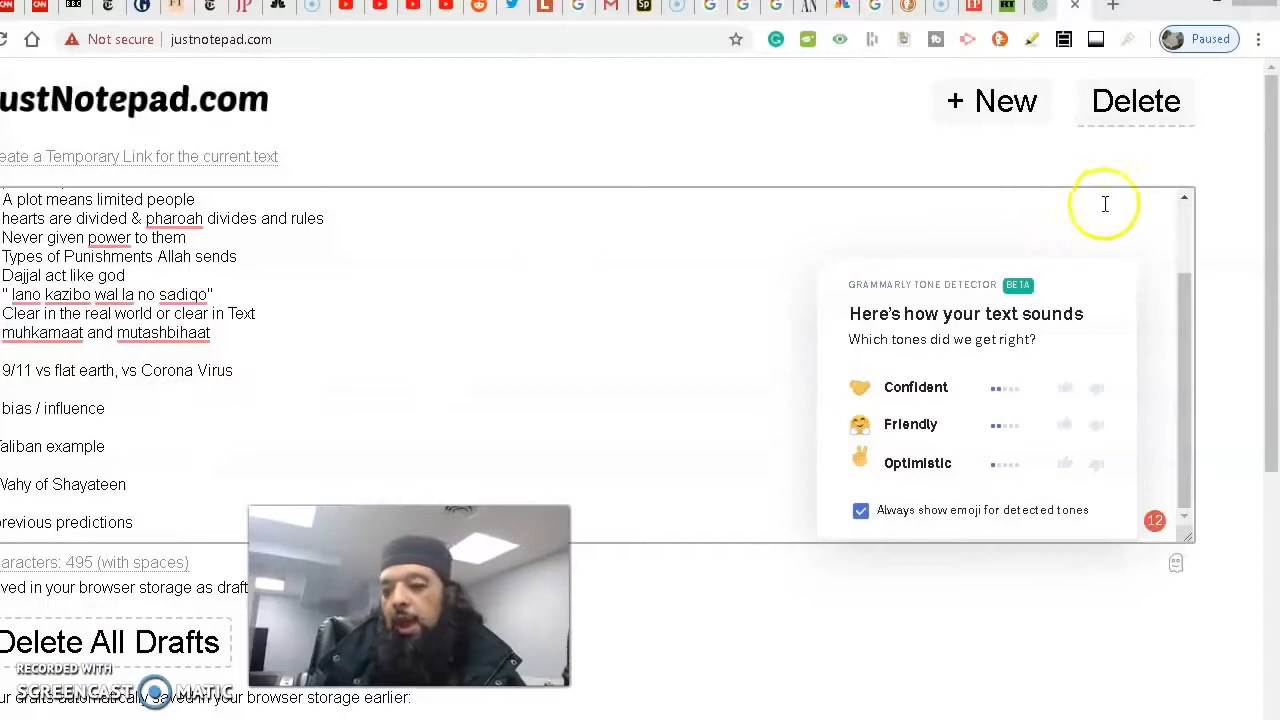 Not secure | justnotepad.com
Paused
ustNotepad.com
+ New
Delete
eate a Temporary Link for the current text
A plot means limited people
hearts are divided & pharoah divides and rules
Never given power to them
Types of Punishments Allah sends
Dajjal act like god
" lano kazibo wal la no sadiqo"
Clear in the real world or clear in Text
muhkamaat and mutashbihaat
9/11 vs flat earth, vs Corona Virus
bias / influence
Taliban example
Wahy of Shayateen
previous predictions
GRAMMARLY TONE DETECTOR BETA
Here's how your text sounds
Which tones did we get right?
Confident
Friendly
Optimistic
Always show emoji for detected tones
12
aracters: 495 (with spaces)
ved in your browser storage as draft
Delete All Drafts
RECORDED WITH
SCREENCAST MATIC
ur drafts automatically saved in your browser storage earlier: